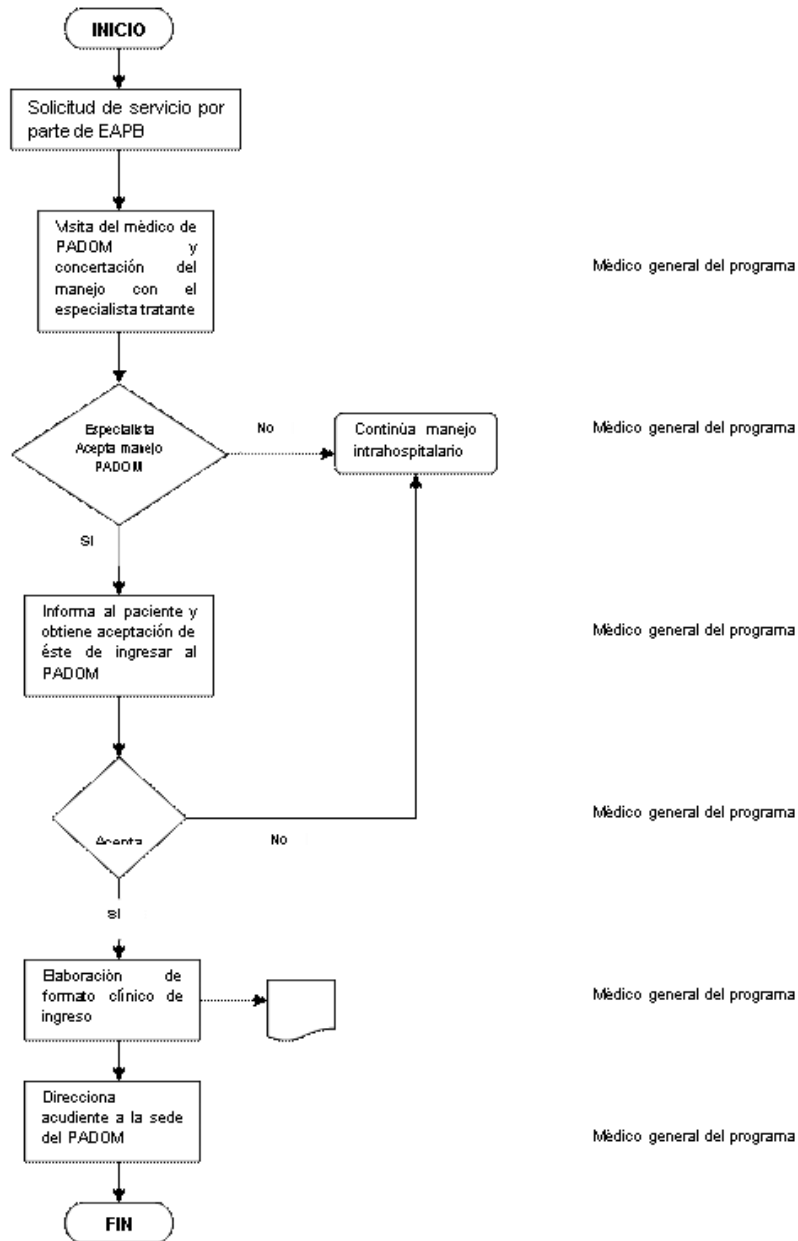 INICIO
Solicitud de servicio por
parte de EAPB
Visita del médico de
PADOM y
concertación del
manejo con el
especialista tratante
Médico general del programa
Especialista
Acepta manejo
PADOM
No
Continúa manejo
intrahospitalario
Médico general del programa
SI
Informa al paciente y
obtiene aceptación de
éste de ingresar al
PADOM
Médico general del programa
Acepta
No
Médico general del programa
SI
Elaboración de
formato clínico de
ingreso
Médico general del programa
Direcciona
acudiente a la sede
del PADOM
Médico general del programa
FIN